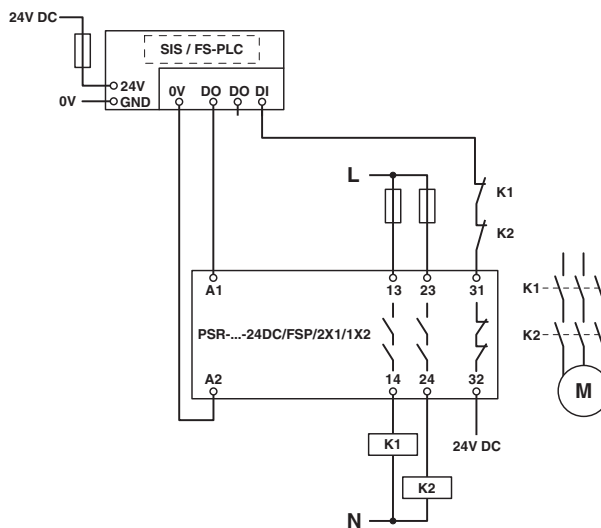 24V DC
SIS / FS-PLC
24V
0V DO DO DI
0V GND
L
K1
K2
A1 13 23 31
K1
PSR-...-24DC/FSP/2X1/1X2
K2
A2 14 24 32
M
K1
24V DC
K2
N